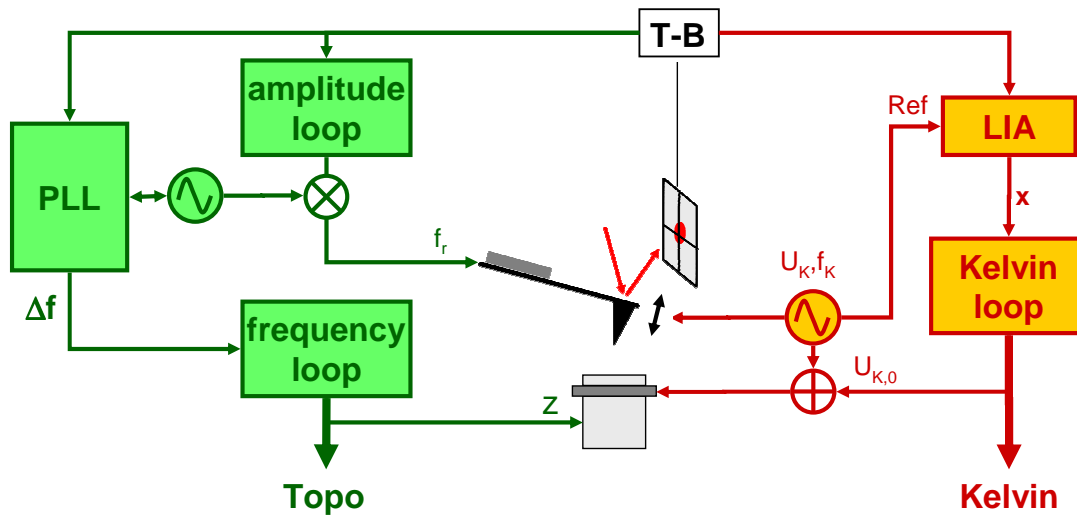 T-B
amplitude
loop
Ref
LIA
PLL
x
f_r
U_K,f_K
Kelvin
loop
Δf
frequency
loop
U_K,0
z
Topo
Kelvin